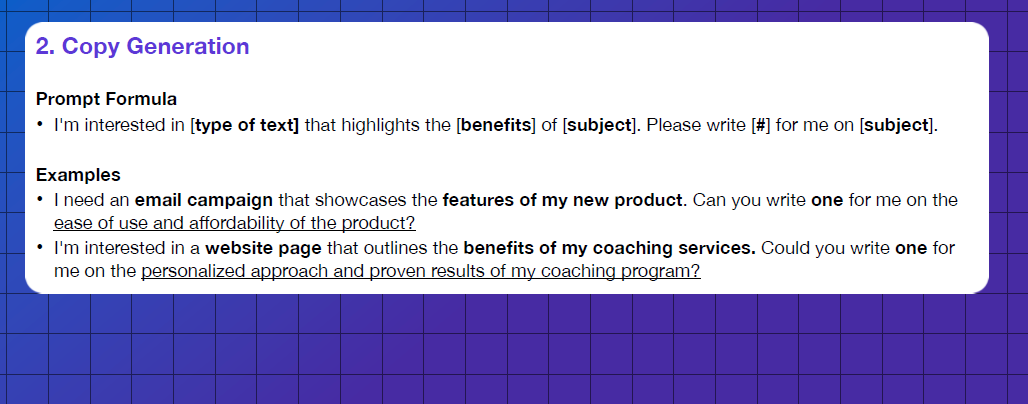 2. Copy Generation
Prompt Formula
• I'm interested in [type of text] that highlights the [benefits] of [subject]. Please write [#] for me on [subject].
Examples
• I need an email campaign that showcases the features of my new product. Can you write one for me on the
ease of use and affordability of the product?
• I'm interested in a website page that outlines the benefits of my coaching services. Could you write one for
me on the personalized approach and proven results of my coaching program?